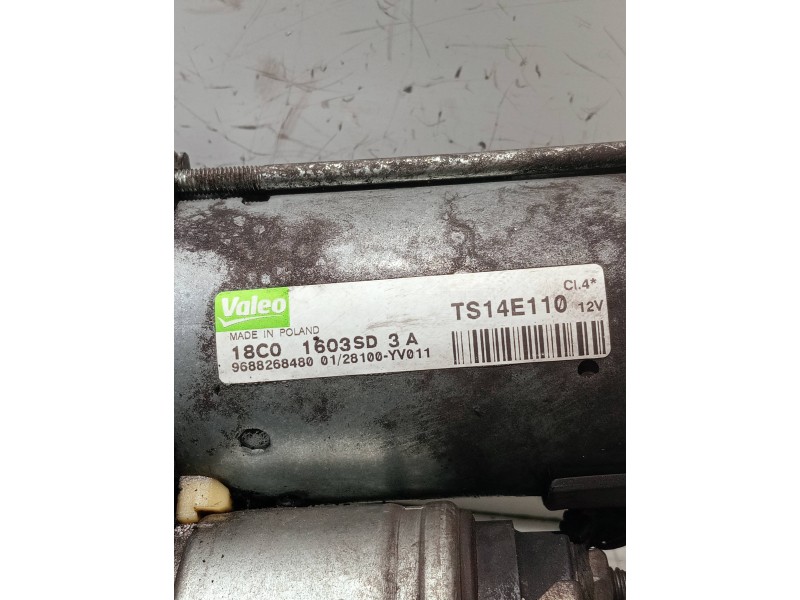 Valeo
MADE IN POLAND
Cl.4*
TS14E110 12V
18C0 1603SD 3 A
9688268480 01/28100-YV011